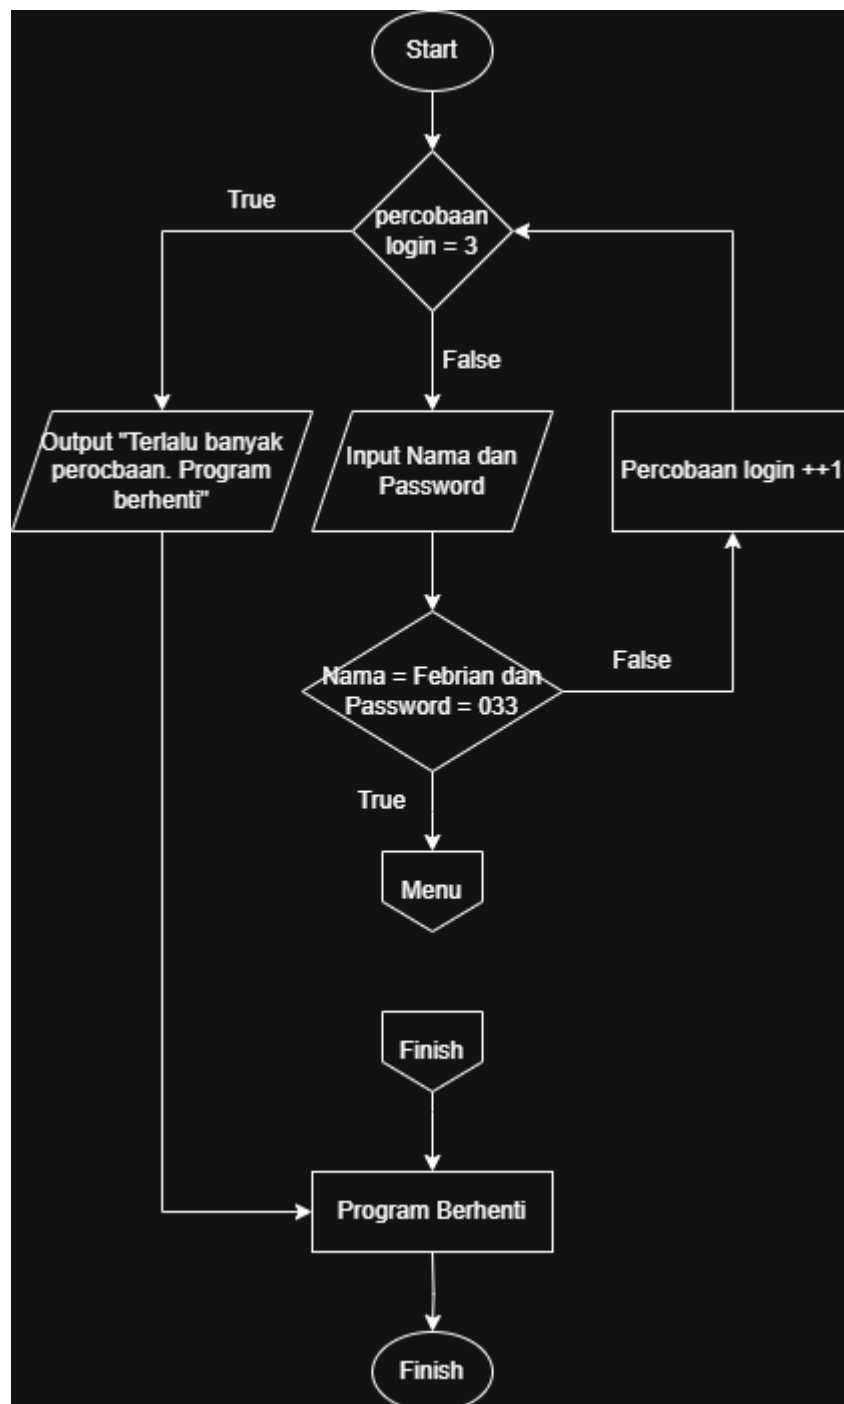 Start
True
percobaan
login = 3
False
Output "Terlalu banyak
perocbaan. Program
berhenti"
Input Nama dan
Password
Percobaan login ++1
Nama = Febrian dan
Password = 033
False
True
Menu
Finish
Program Berhenti
Finish